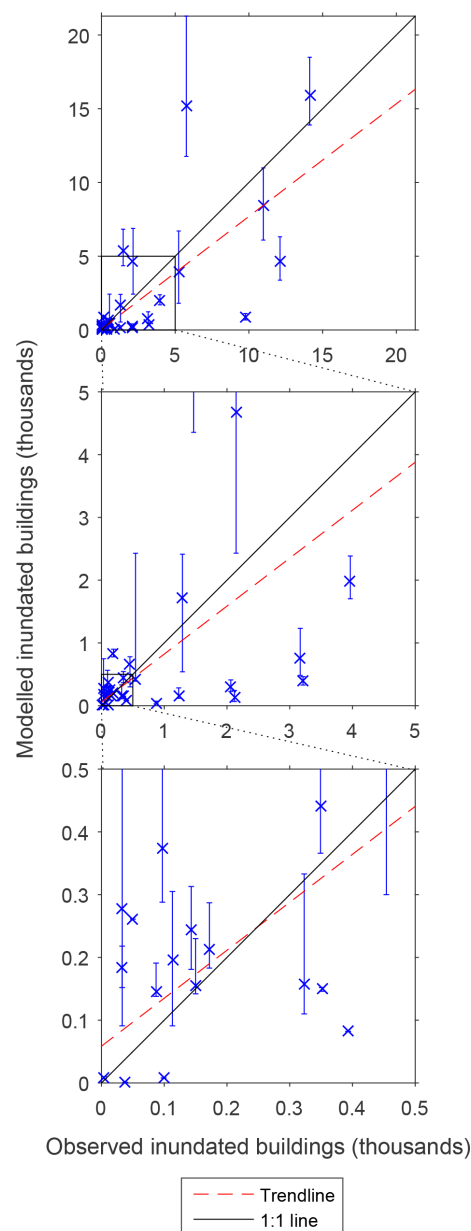 20
15
10
5
0
0 5 10 15 20
Modelled inundated buildings (thousands)
5
4
3
2
1
0
0 1 2 3 4 5
0.5
0.4
0.3
0.2
0.1
0
0 0.1 0.2 0.3 0.4 0.5
Observed inundated buildings (thousands)
Trendline
1:1 line